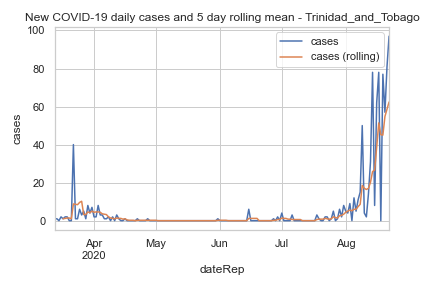 New COVID-19 daily cases and 5 day rolling mean - Trinidad_and_Tobago
cases
cases (rolling)
100
80
60
40
20
0
cases
Apr
2020
May
Jun
Jul
Aug
dateRep